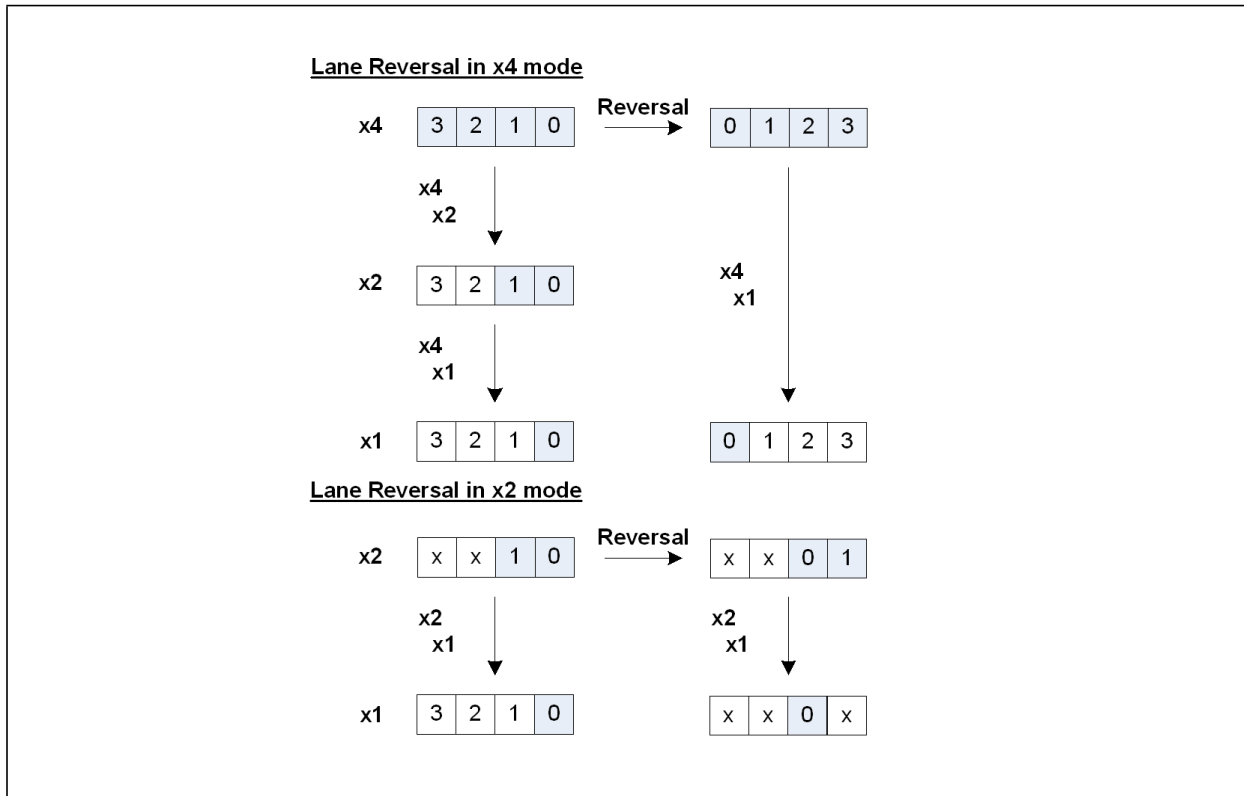 Lane Reversal in x4 mode
x4 3 2 1 0 Reversal 0 1 2 3
x4
x2
x2 3 2 1 0
x4
x1
x4
x1
x1 3 2 1 0 0 1 2 3
Lane Reversal in x2 mode
x2 x x 1 0 Reversal x x 0 1
x2
x1
x2
x1
x1 3 2 1 0 x x 0 x